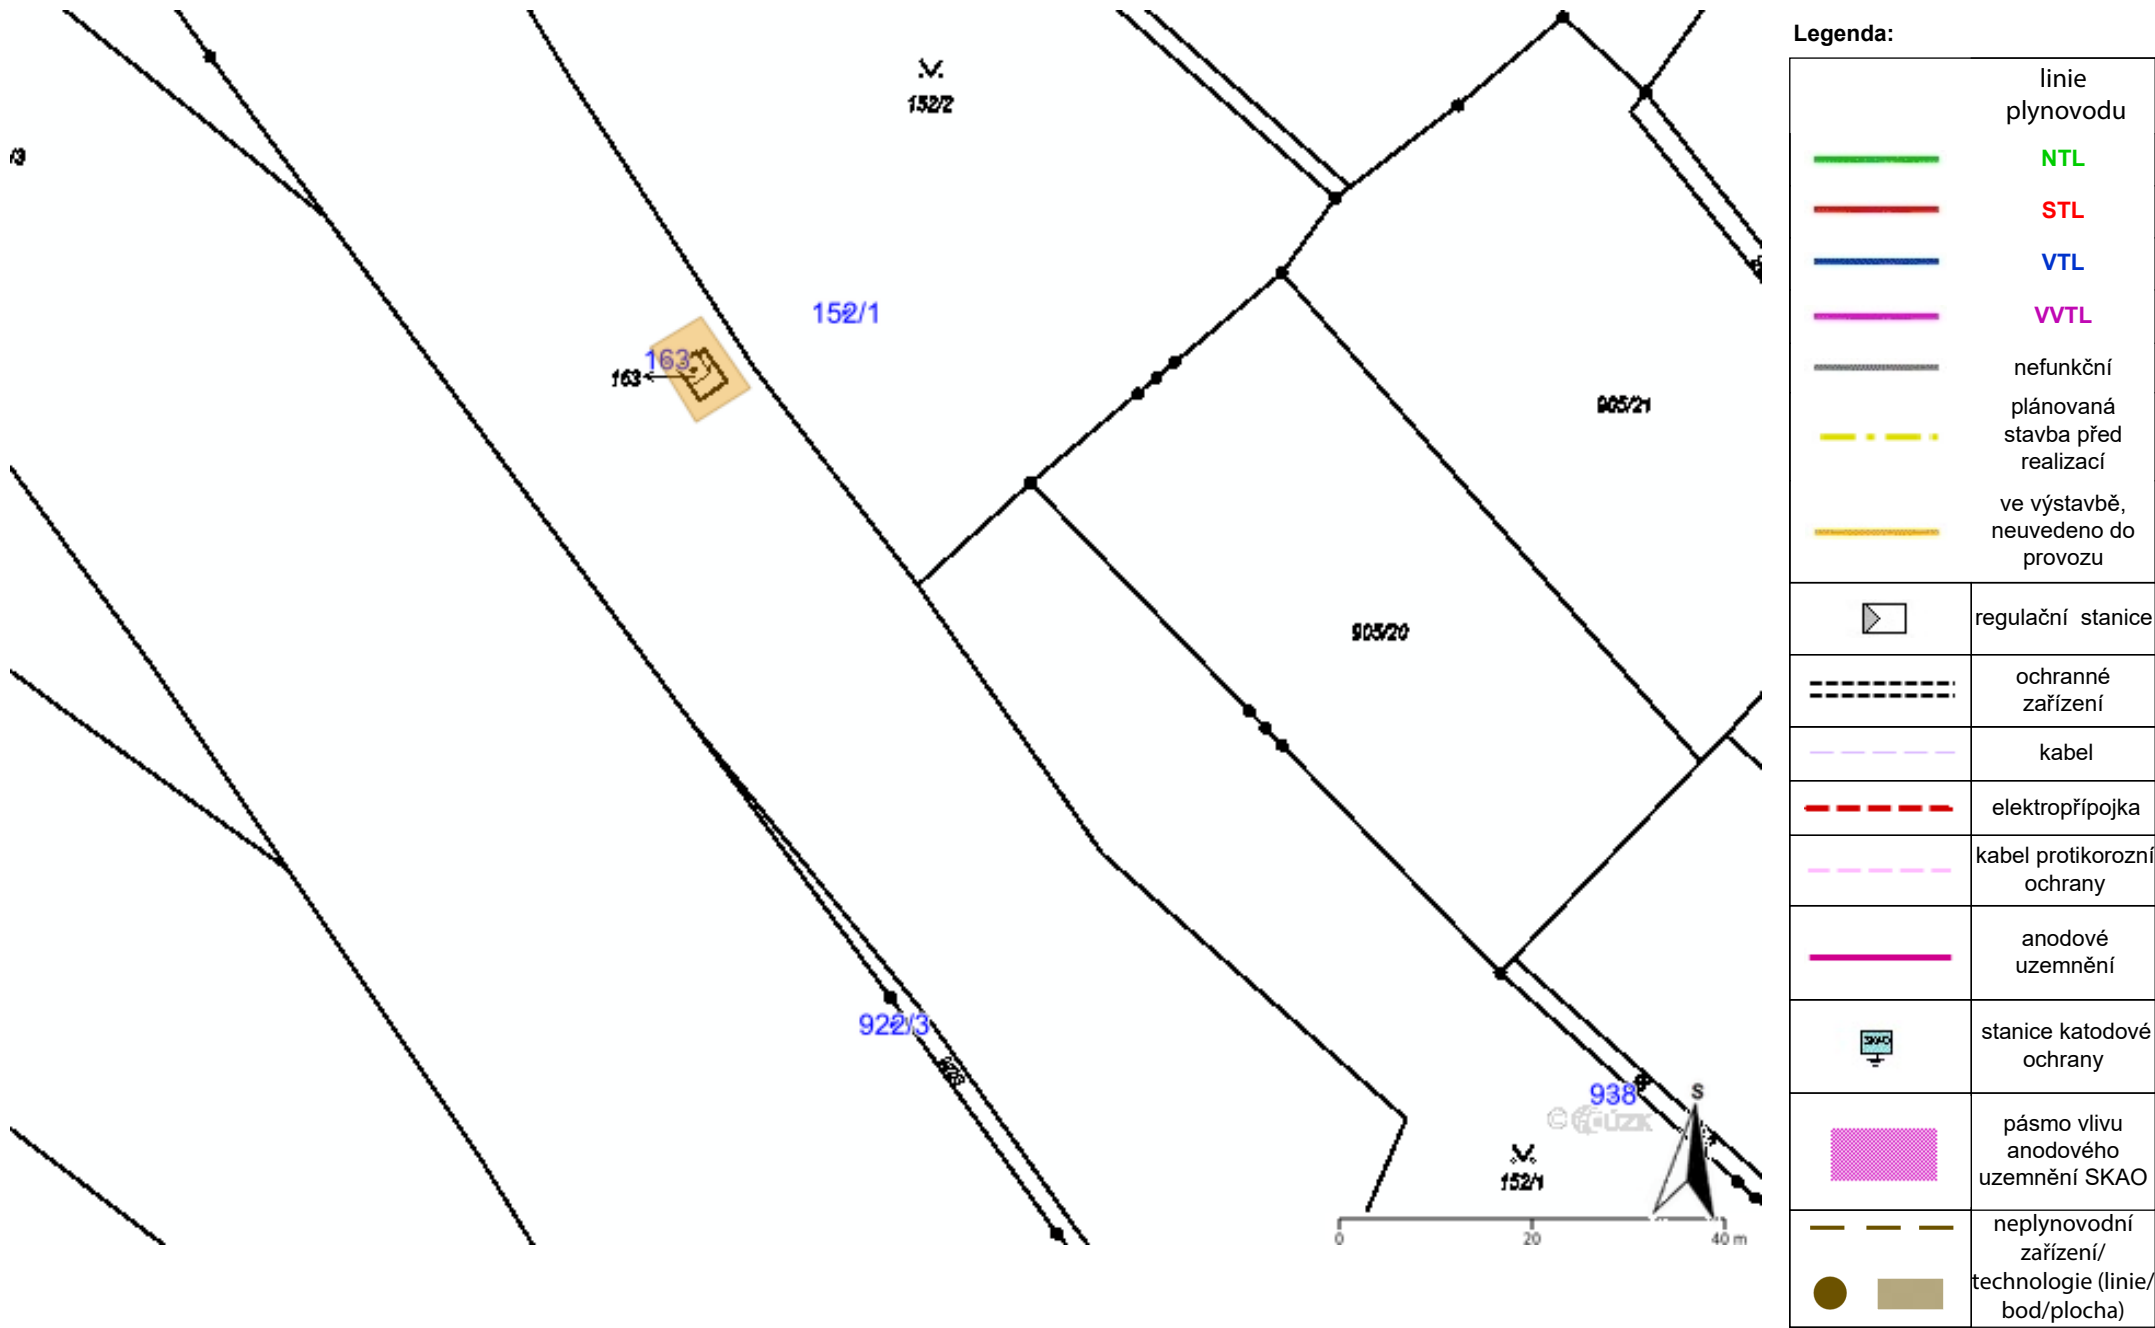 152/2
/3
152/1
163
163
905/21
905/20
922/3
938
S
152/1
0
20
40 m
Legenda:
linie
plynovodu
NTL
STL
VTL
VVTL
nefunkční
plánovaná
stavba před
realizací
ve výstavbě,
neuvedeno do
provozu
regulační stanice
ochranné
zařízení
kabel
elektropřípojka
kabel protikorozní
ochrany
anodové
uzemnění
SKAO
stanice katodové
ochrany
pásmo vlivu
anodového
uzemnění SKAO
neplynovodní
zařízení/
technologie (linie/
bod/plocha)